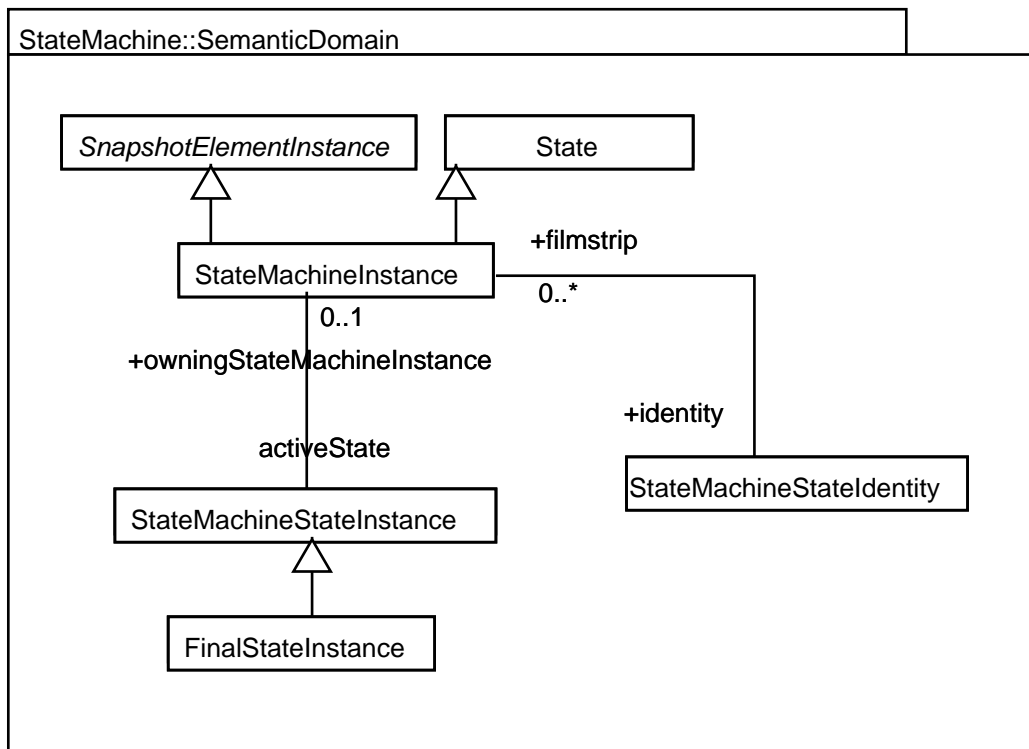 StateMachine::SemanticDomain
SnapshotElementInstance
State
+filmstrip
StateMachineInstance
0..*
0..1
+owningStateMachineInstance
+identity
activeState
StateMachineStateIdentity
StateMachineStateInstance
FinalStateInstance